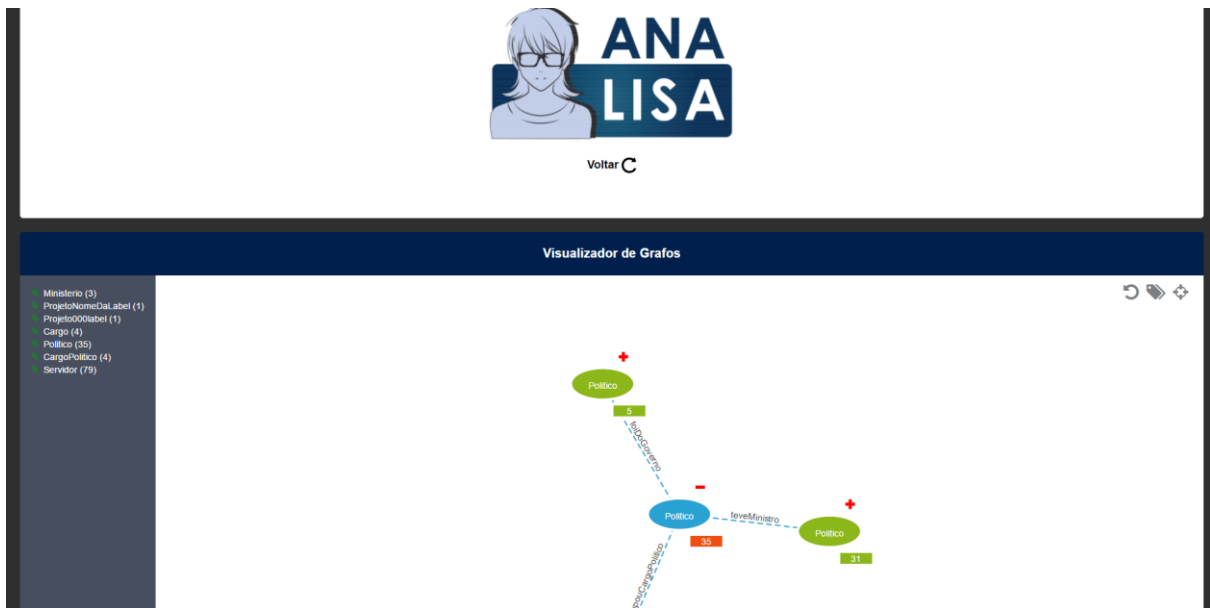 ANA
LISA
Voltar
Visualizador de Grafos
Ministerio (3)
ProjetoNomeDaLabel (1)
Projeto000label (1)
Cargo (4)
Politico (35)
CargoPolitico (4)
Servidor (79)
Politico
5
foiDoGoverno
Politico
35
teveMinistro
Politico
31
pouCargoPolitico